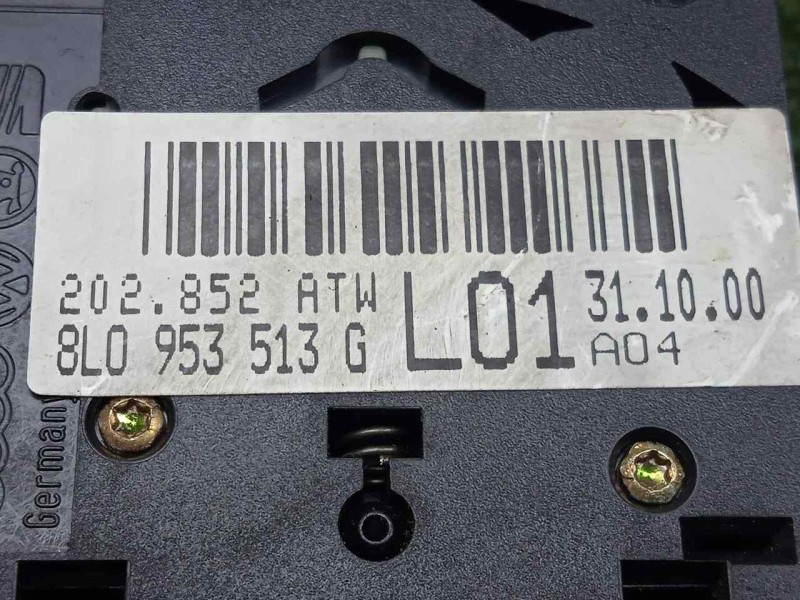 202.852 ATW
8L0 953 513 G
L01
31.10.00
A04
Germany